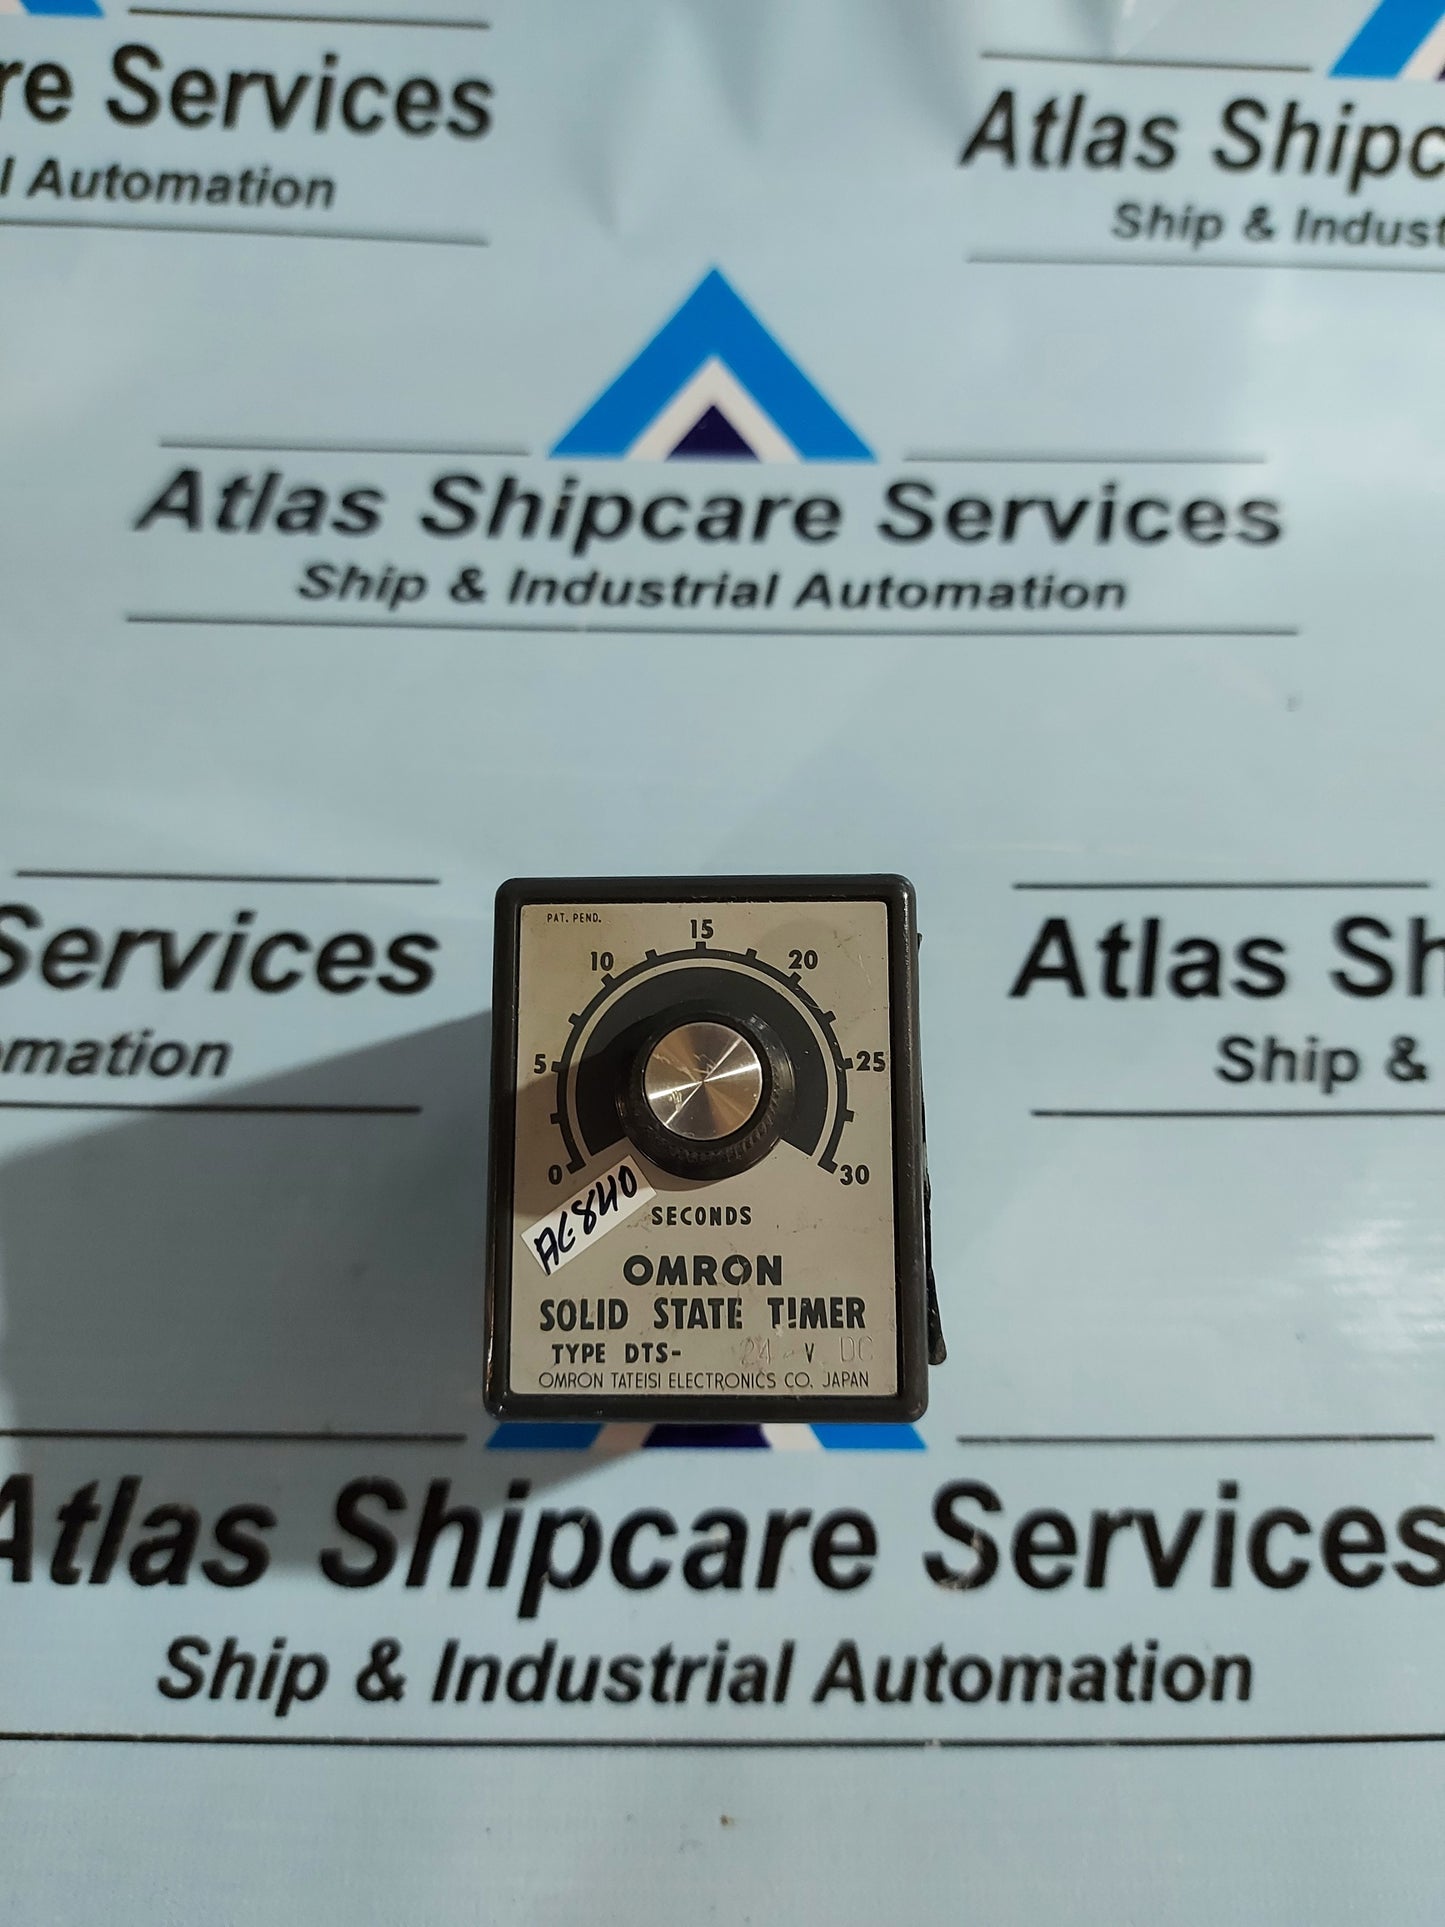 re Services
l Automation
Atlas Shipc
Ship & Indust
Atlas Shipcare Services
Ship & Industrial Automation
Services
mation
Atlas Sh
Ship &
PAT. PEND.
0 5 10 15 20 25 30
AC-840
SECONDS
OMRON
SOLID STATE TIMER
TYPE DTS- 24 V DC
OMRON TATEISI ELECTRONICS CO. JAPAN
Atlas Shipcare Services
Ship & Industrial Automation